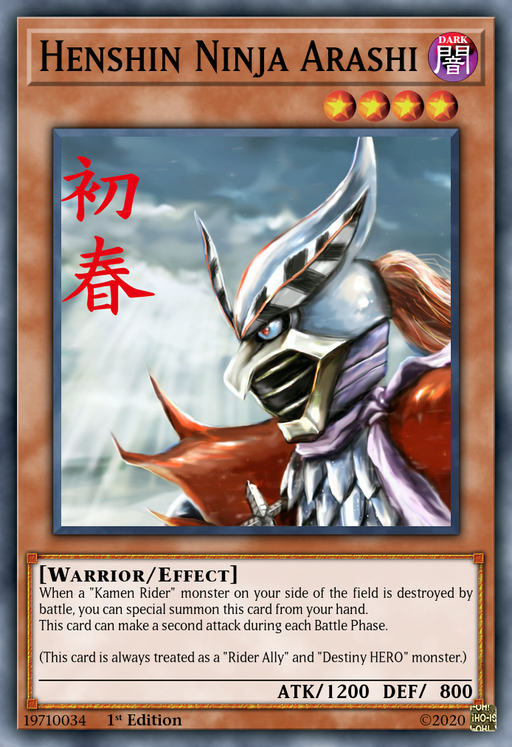 Henshin Ninja Arashi
DARK
闇
初
春
[Warrior/Effect]
When a "Kamen Rider" monster on your side of the field is destroyed by
battle, you can special summon this card from your hand.
This card can make a second attack during each Battle Phase.
(This card is always treated as a "Rider Ally" and "Destiny HERO" monster.)
ATK/1200 DEF/ 800
19710034 1st Edition ©2020